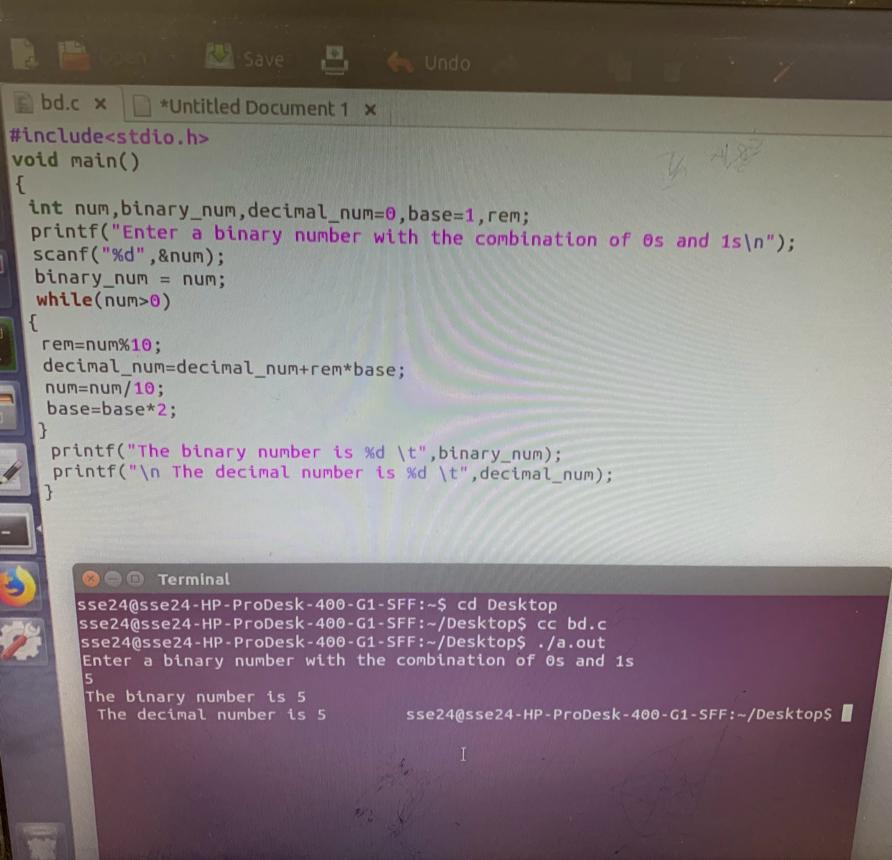 Open Save Undo
bd.c × *Untitled Document 1 ×
#include<stdio.h>
void main()
{
int num,binary_num,decimal_num=0,base=1,rem;
printf("Enter a binary number with the combination of 0s and 1s\n");
scanf("%d",&num);
binary_num = num;
while(num>0)
{
rem=num%10;
decimal_num=decimal_num+rem*base;
num=num/10;
base=base*2;
}
printf("The binary number is %d \t",binary_num);
printf("\n The decimal number is %d \t",decimal_num);
}
Terminal
sse24@sse24-HP-ProDesk-400-G1-SFF:~$ cd Desktop
sse24@sse24-HP-ProDesk-400-G1-SFF:~/Desktop$ cc bd.c
sse24@sse24-HP-ProDesk-400-G1-SFF:~/Desktop$ ./a.out
Enter a binary number with the combination of 0s and 1s
5
The binary number is 5
The decimal number is 5 sse24@sse24-HP-ProDesk-400-G1-SFF:~/Desktop$